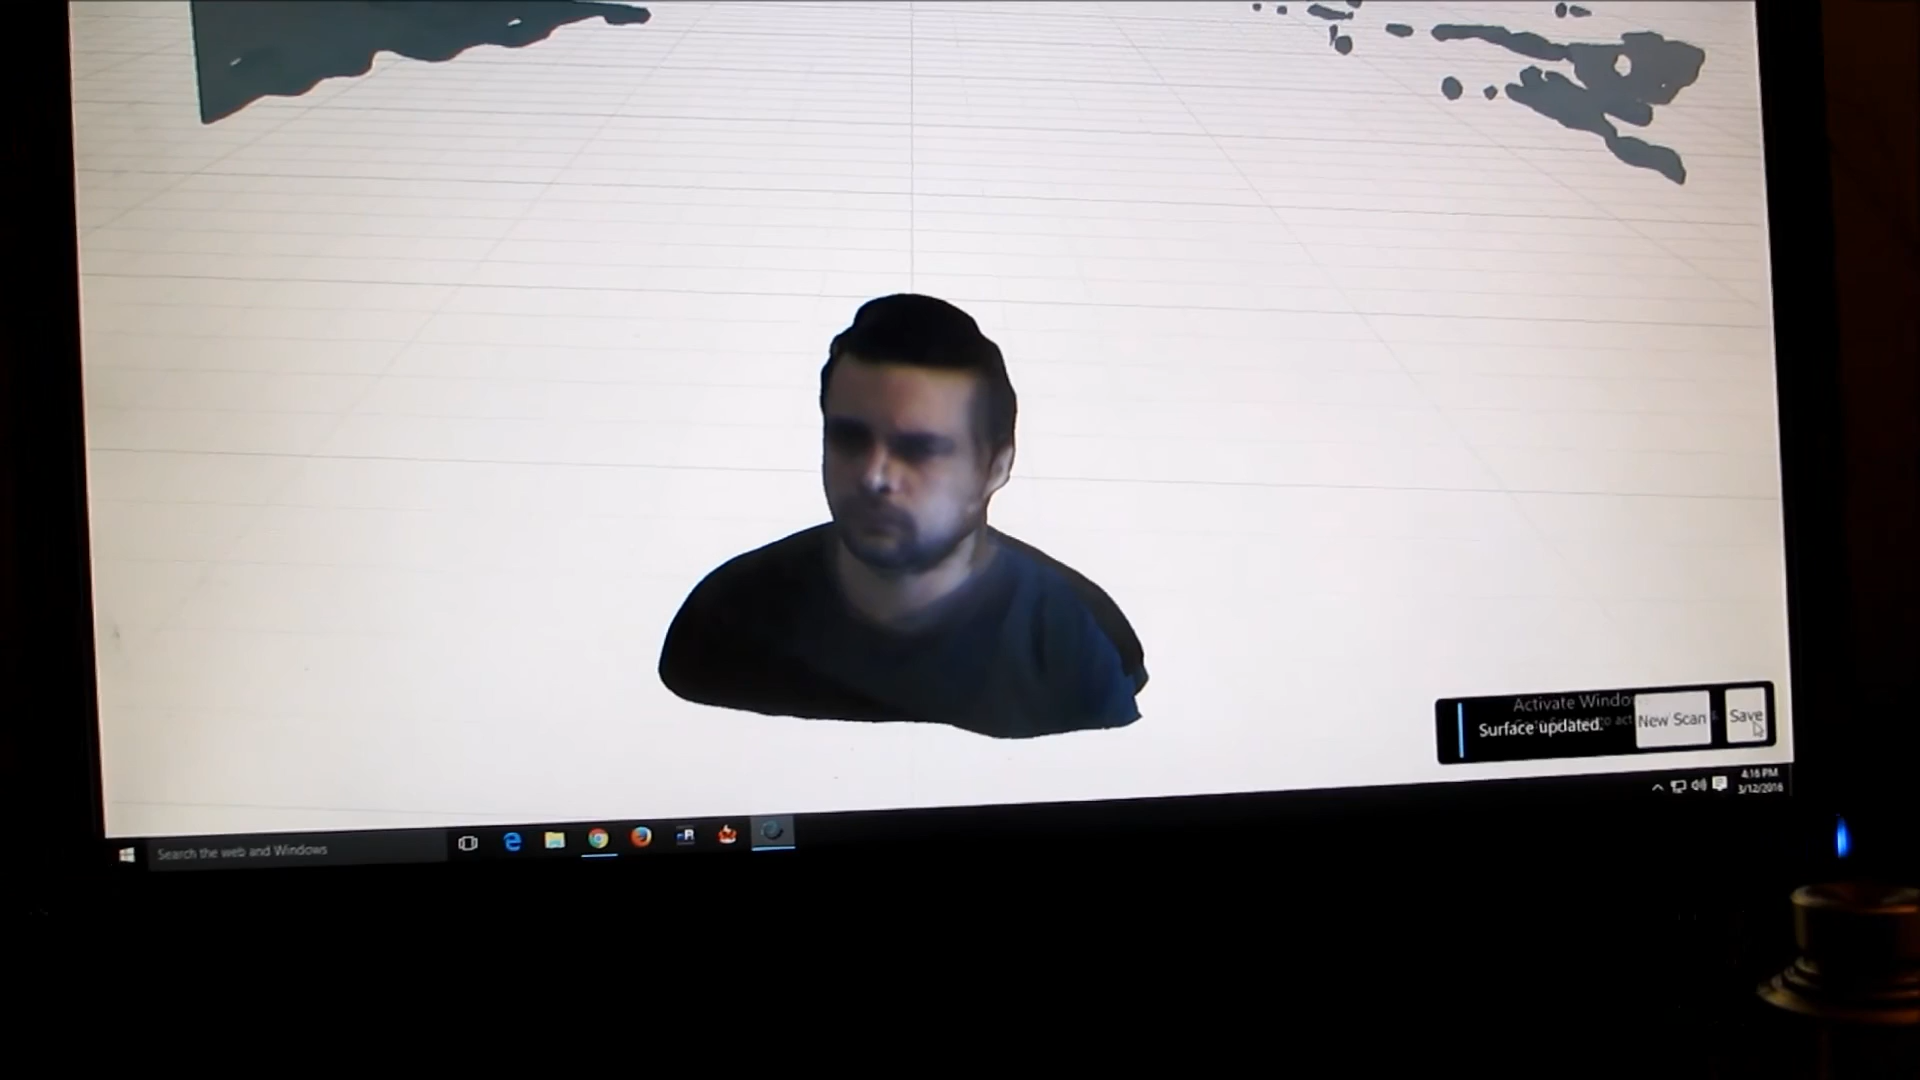 Activate Windo
Surface updated.
New Scan
Save
4:16 PM
3/12/2016
Search the web and Windows